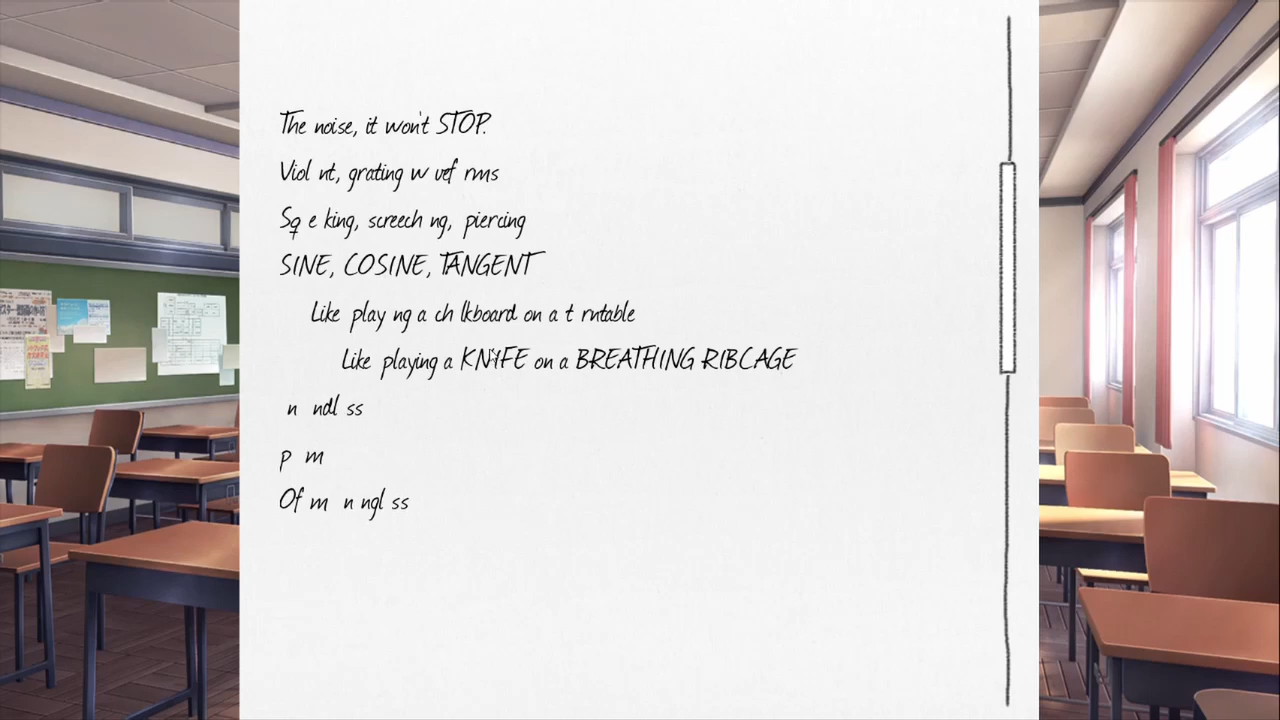 The noise, it won't STOP.
Viol nt, grating w vef rms
Sq e king, screech ng, piercing
SINE, COSINE, TANGENT
Like play ng a ch lkboard on a t rntable
Like playing a KNIFE on a BREATHING RIBCAGE
n ndl ss
p m
Of m n ngl ss